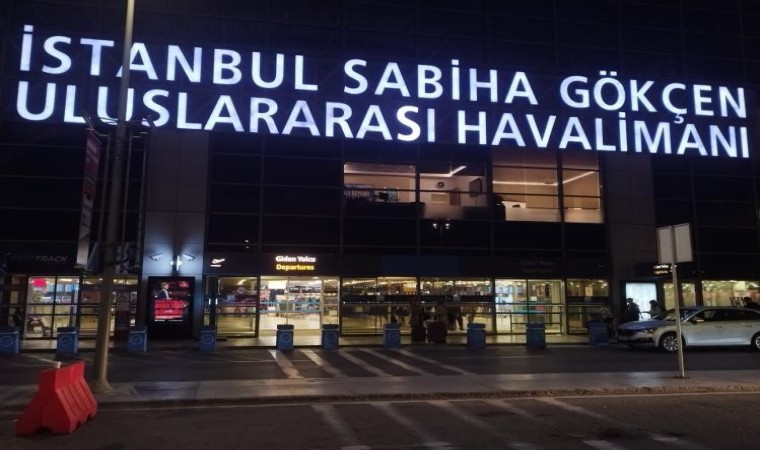 İSTANBUL SABİHA GÖKÇEN
ULUSLARARASI HAVALİMANI
Giden Yolcu
Departures